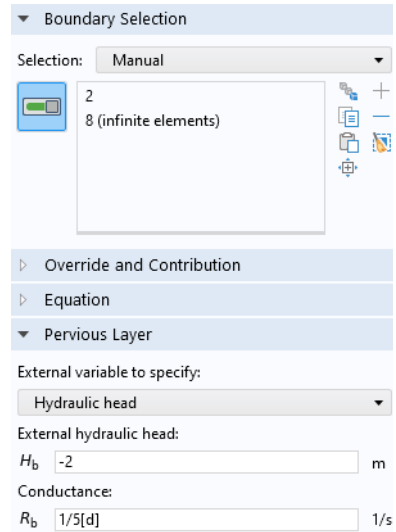 Boundary Selection
Selection: Manual
2
8 (infinite elements)
Override and Contribution
Equation
Pervious Layer
External variable to specify:
Hydraulic head
External hydraulic head:
Hb -2 m
Conductance:
Rb 1/5[d] 1/s